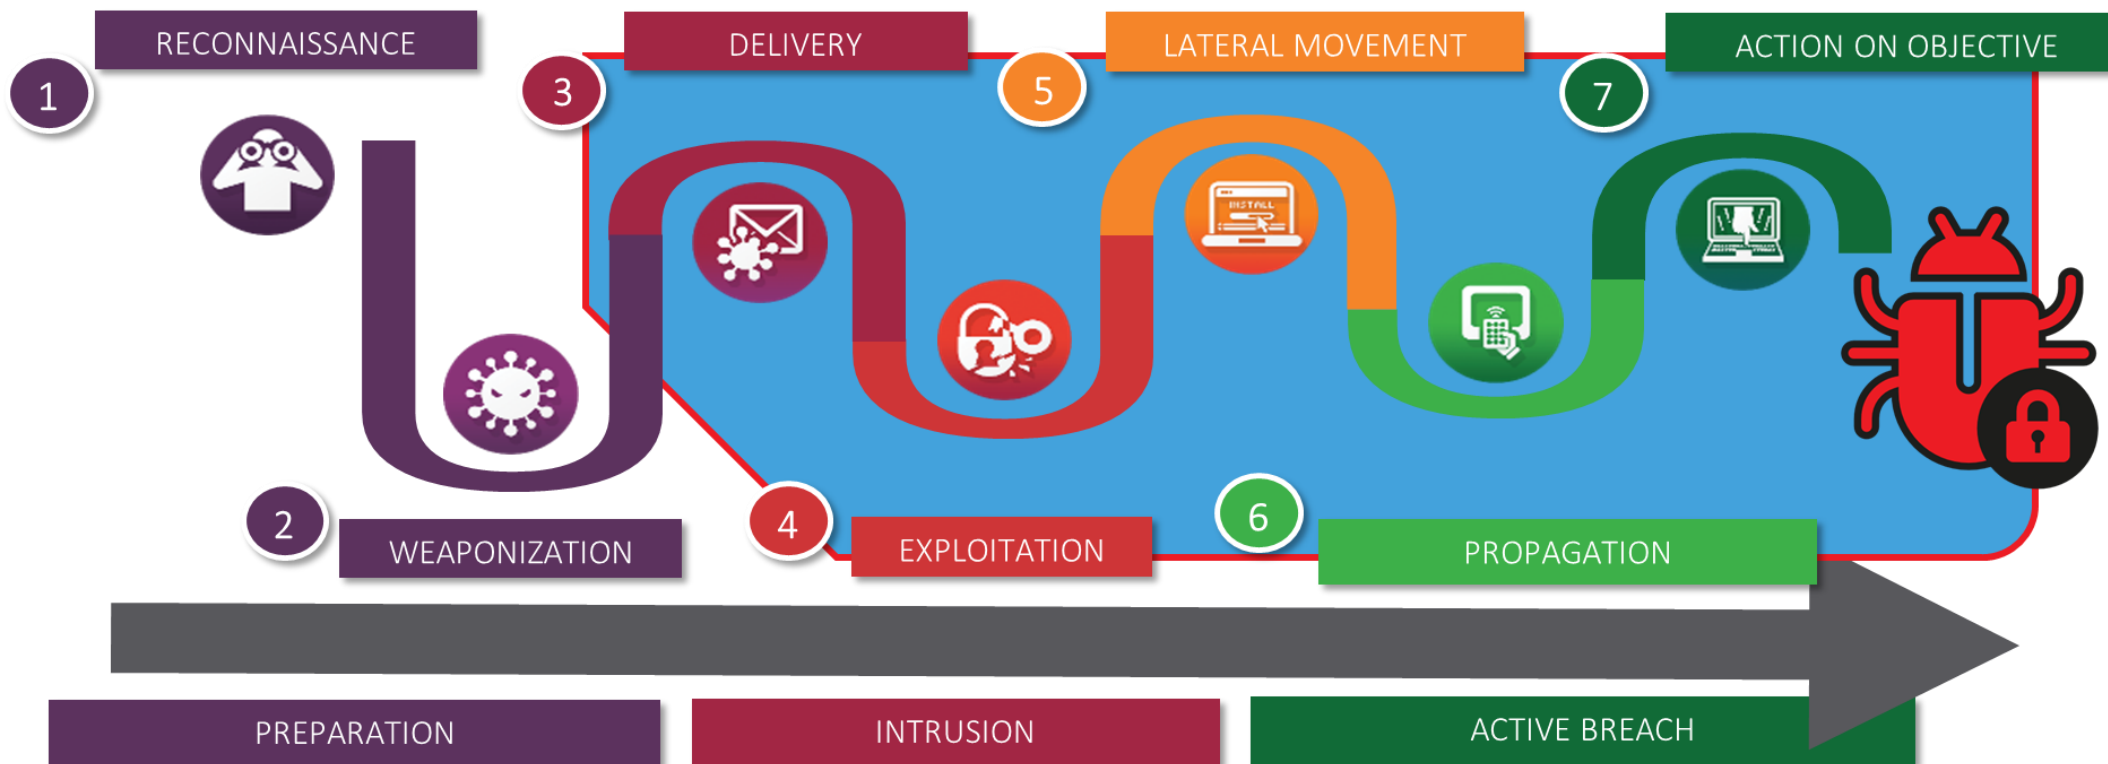 1
RECONNAISSANCE
2
WEAPONIZATION
3
DELIVERY
4
EXPLOITATION
5
LATERAL MOVEMENT
INSTALL
6
PROPAGATION
7
ACTION ON OBJECTIVE
PREPARATION
INTRUSION
ACTIVE BREACH